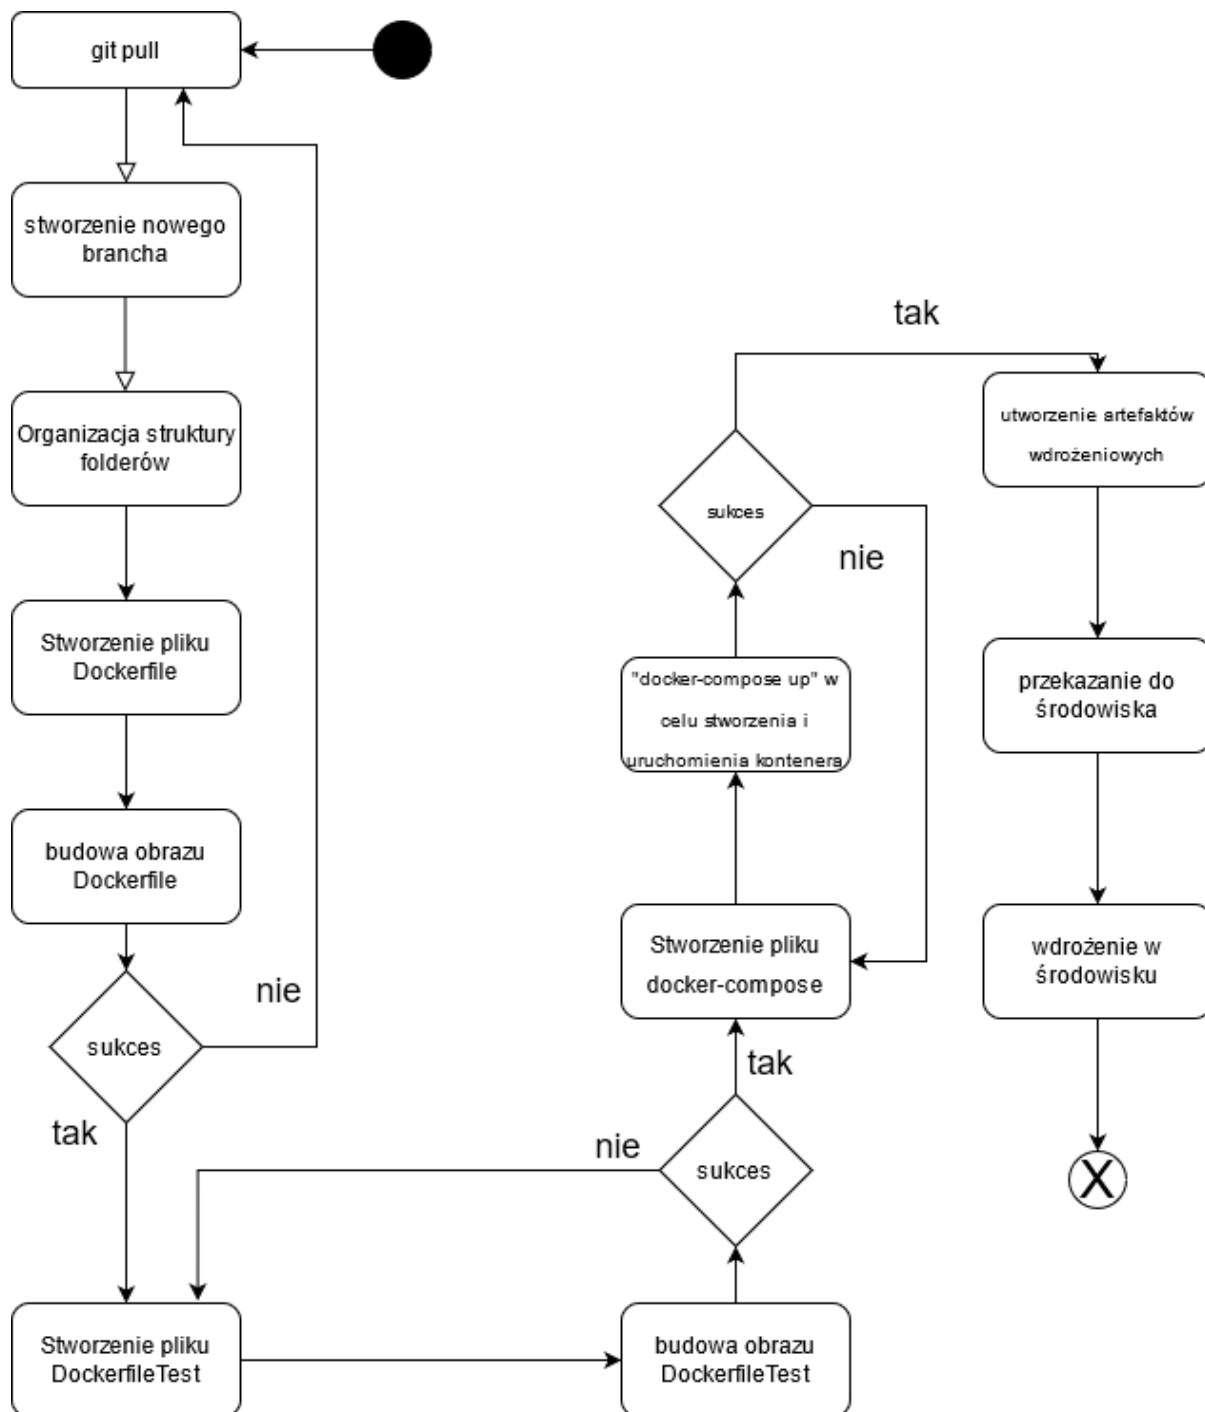 git pull
stworzenie nowego
brancha
Organizacja struktury
folderów
Stworzenie pliku
Dockerfile
budowa obrazu
Dockerfile
sukces
nie
tak
Stworzenie pliku
DockerfileTest
budowa obrazu
DockerfileTest
sukces
nie
tak
Stworzenie pliku
docker-compose
"docker-compose up" w
celu stworzenia i
uruchomienia kontenera
sukces
nie
tak
utworzenie artefaktów
wdrożeniowych
przekazanie do
środowiska
wdrożenie w
środowisku
X